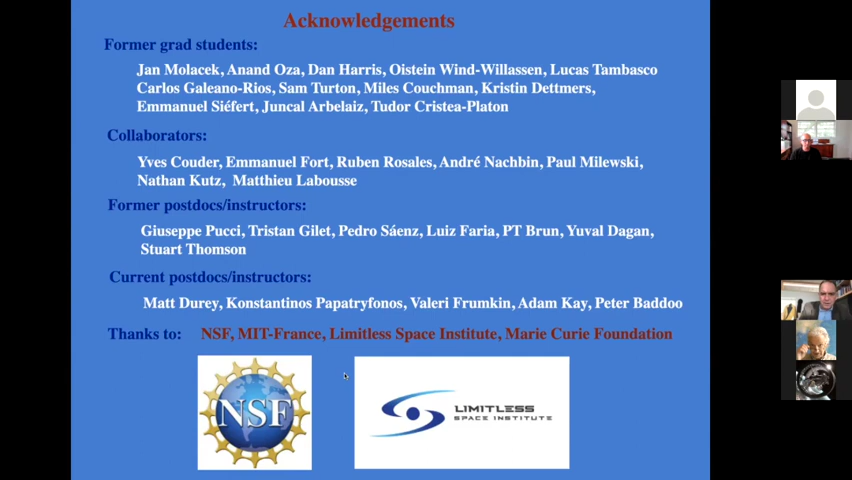 Acknowledgements
Former grad students:
Jan Molacek, Anand Oza, Dan Harris, Oistein Wind-Willassen, Lucas Tambasco
Carlos Galeano-Rios, Sam Turton, Miles Couchman, Kristin Dettmers,
Emmanuel Siéfert, Juncal Arbelaiz, Tudor Cristea-Platon
Collaborators:
Yves Couder, Emmanuel Fort, Ruben Rosales, André Nachbin, Paul Milewski,
Nathan Kutz, Matthieu Labousse
Former postdocs/instructors:
Giuseppe Pucci, Tristan Gilet, Pedro Sáenz, Luiz Faria, PT Brun, Yuval Dagan,
Stuart Thomson
Current postdocs/instructors:
Matt Durey, Konstantinos Papatryfonos, Valeri Frumkin, Adam Kay, Peter Baddoo
Thanks to: NSF, MIT-France, Limitless Space Institute, Marie Curie Foundation
NSF
LIMITLESS
SPACE INSTITUTE